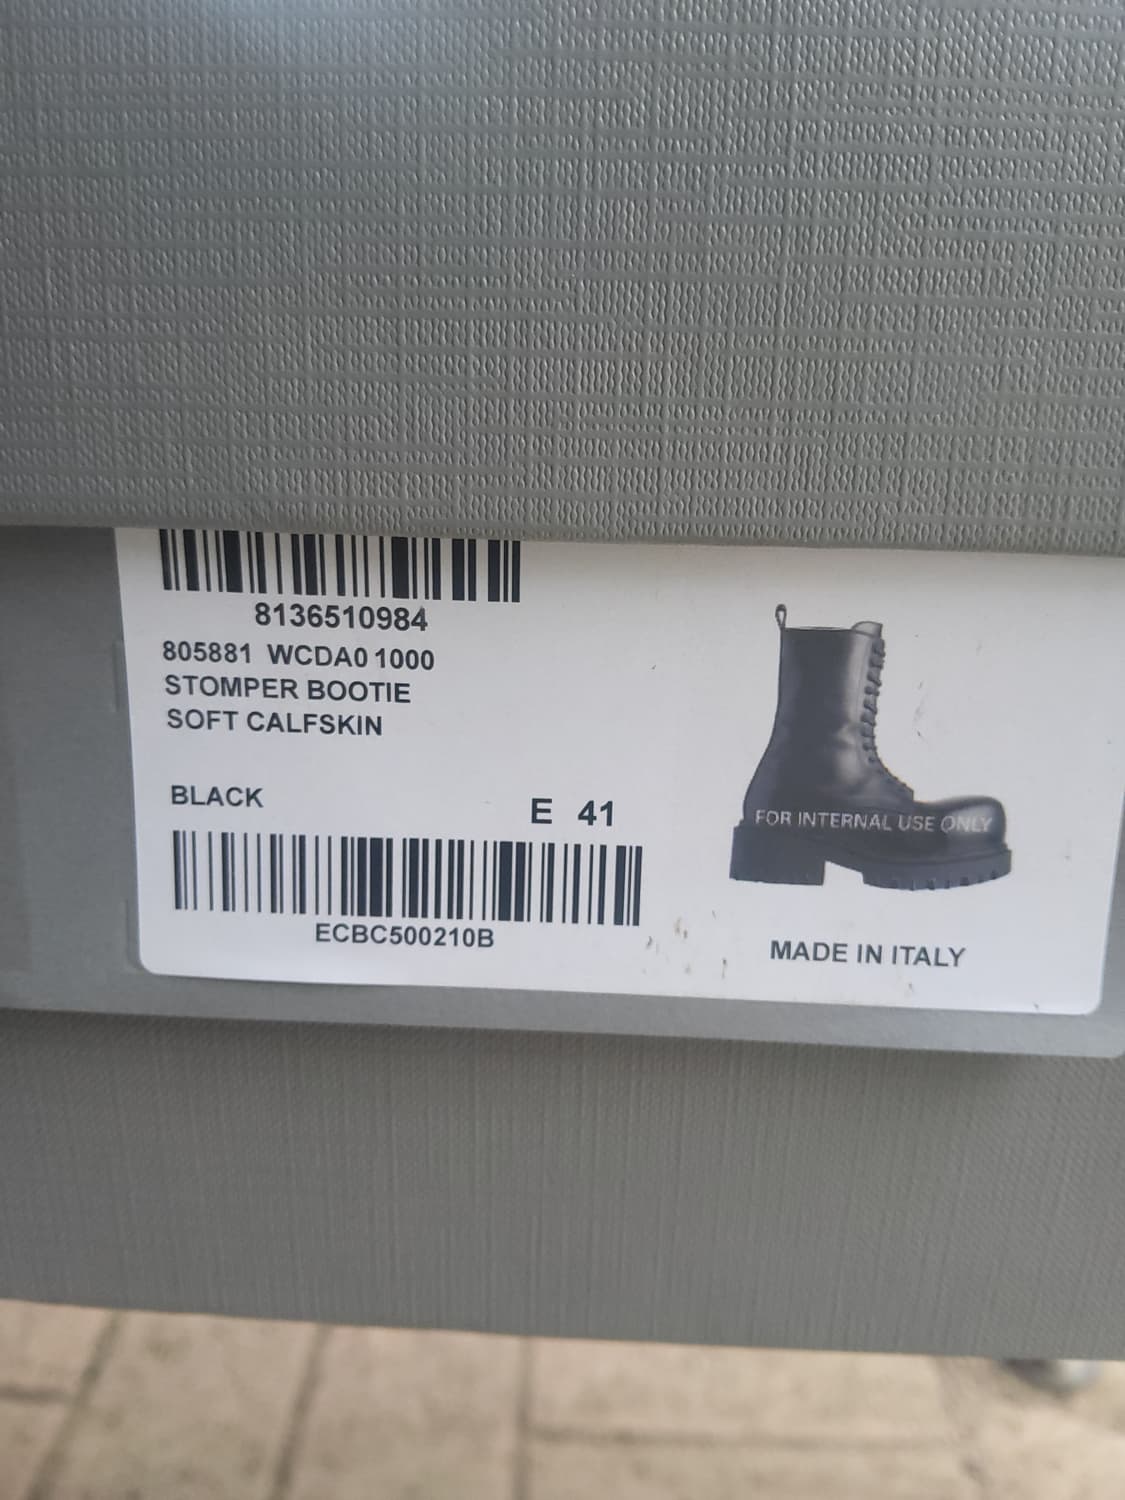 8136510984
805881 WCDA0 1000
STOMPER BOOTIE
SOFT CALFSKIN
BLACK
E 41
FOR INTERNAL USE ONLY
ECBC500210B
MADE IN ITALY